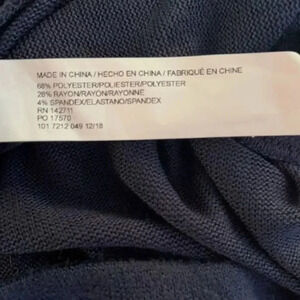 MADE IN CHINA / HECHO EN CHINA / FABRIQUÉ EN CHINE
68% POLYESTER/POLIESTER/POLYESTER
28% RAYON/RAYON/RAYONNE
4% SPANDEX/ELASTANO/SPANDEX
RN 142711
PO 17570
101 7212 049 12/18